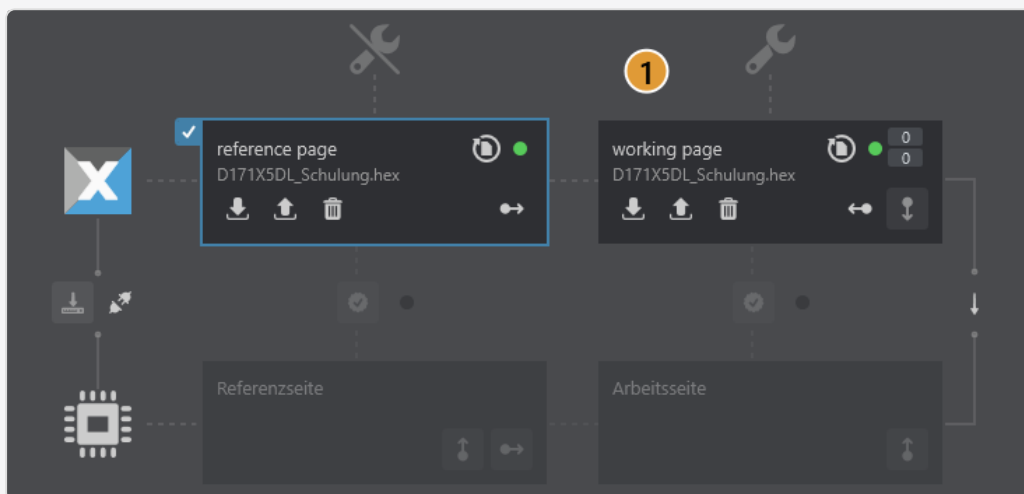 1
reference page
D171X5DL_Schulung.hex
working page
0
0
D171X5DL_Schulung.hex
Referenzseite
Arbeitsseite